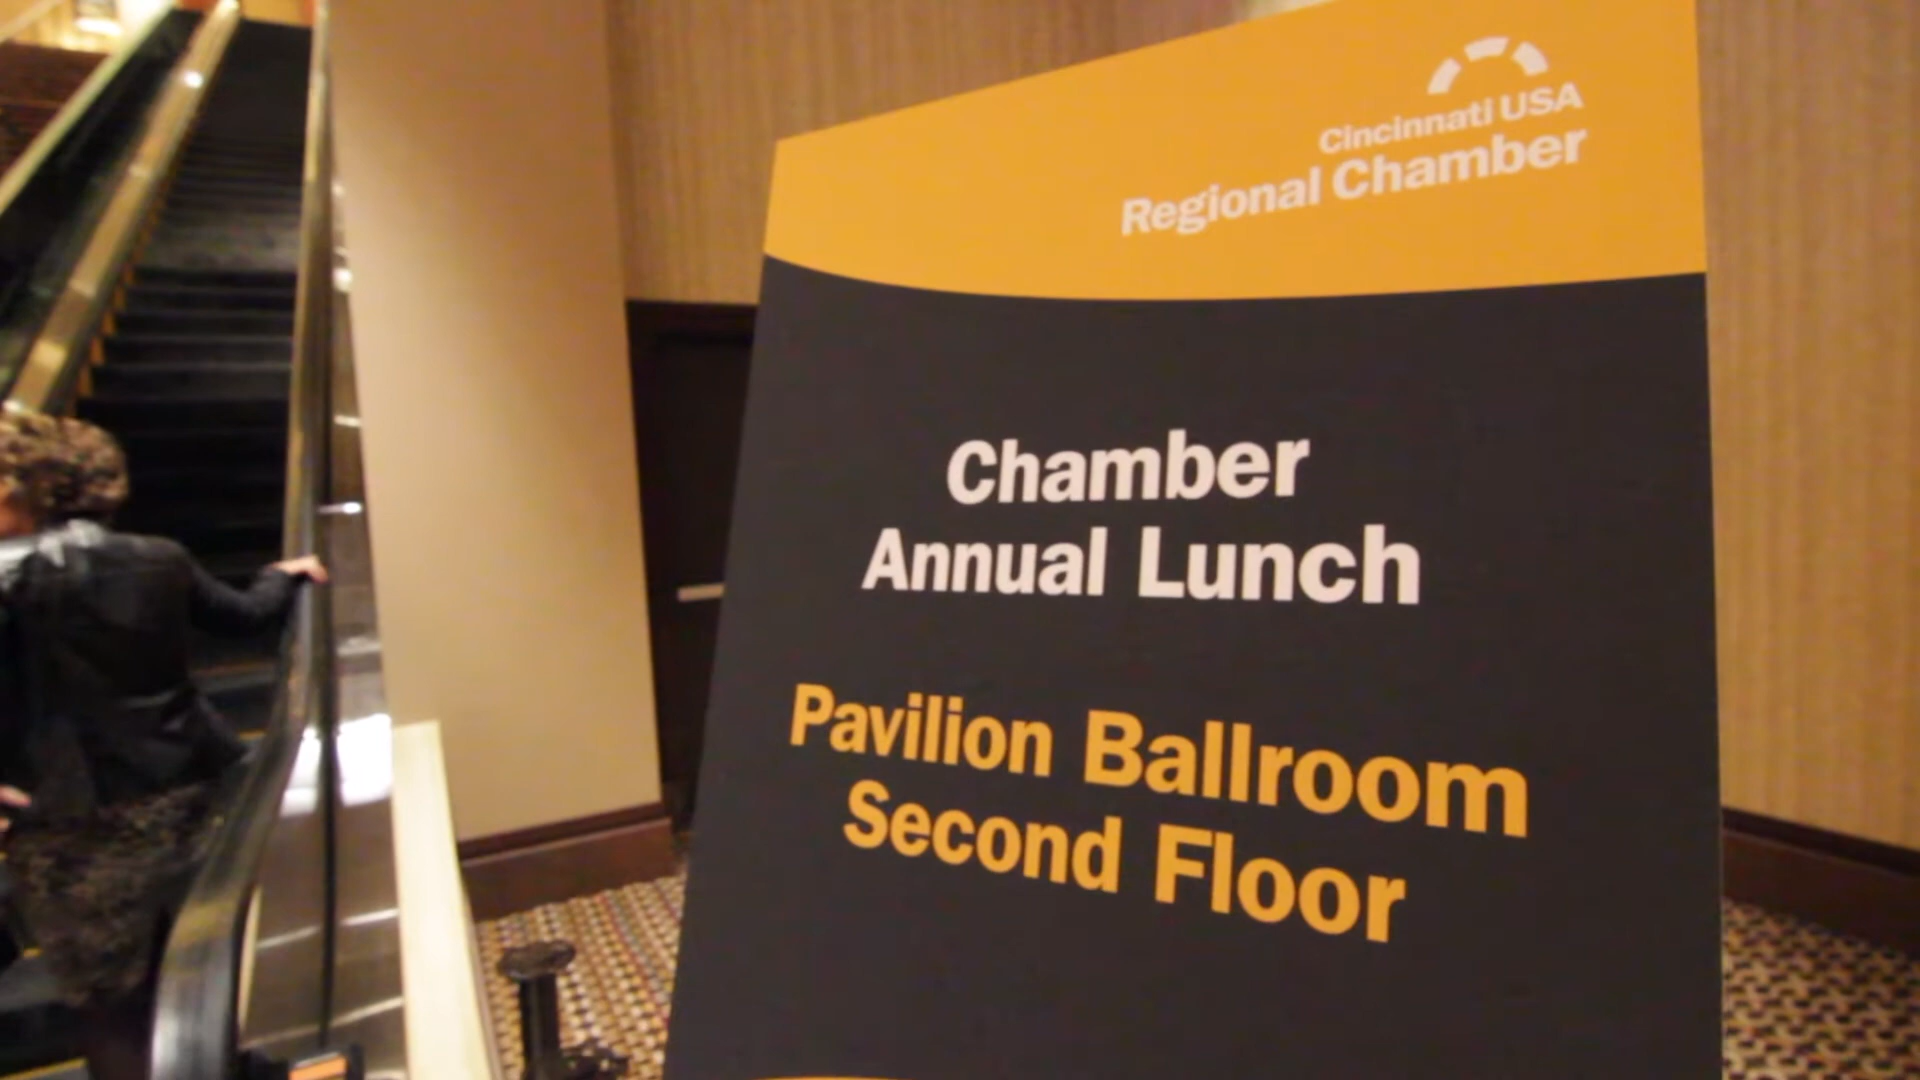 Cincinnati USA
Regional Chamber
Chamber
Annual Lunch
Pavilion Ballroom
Second Floor